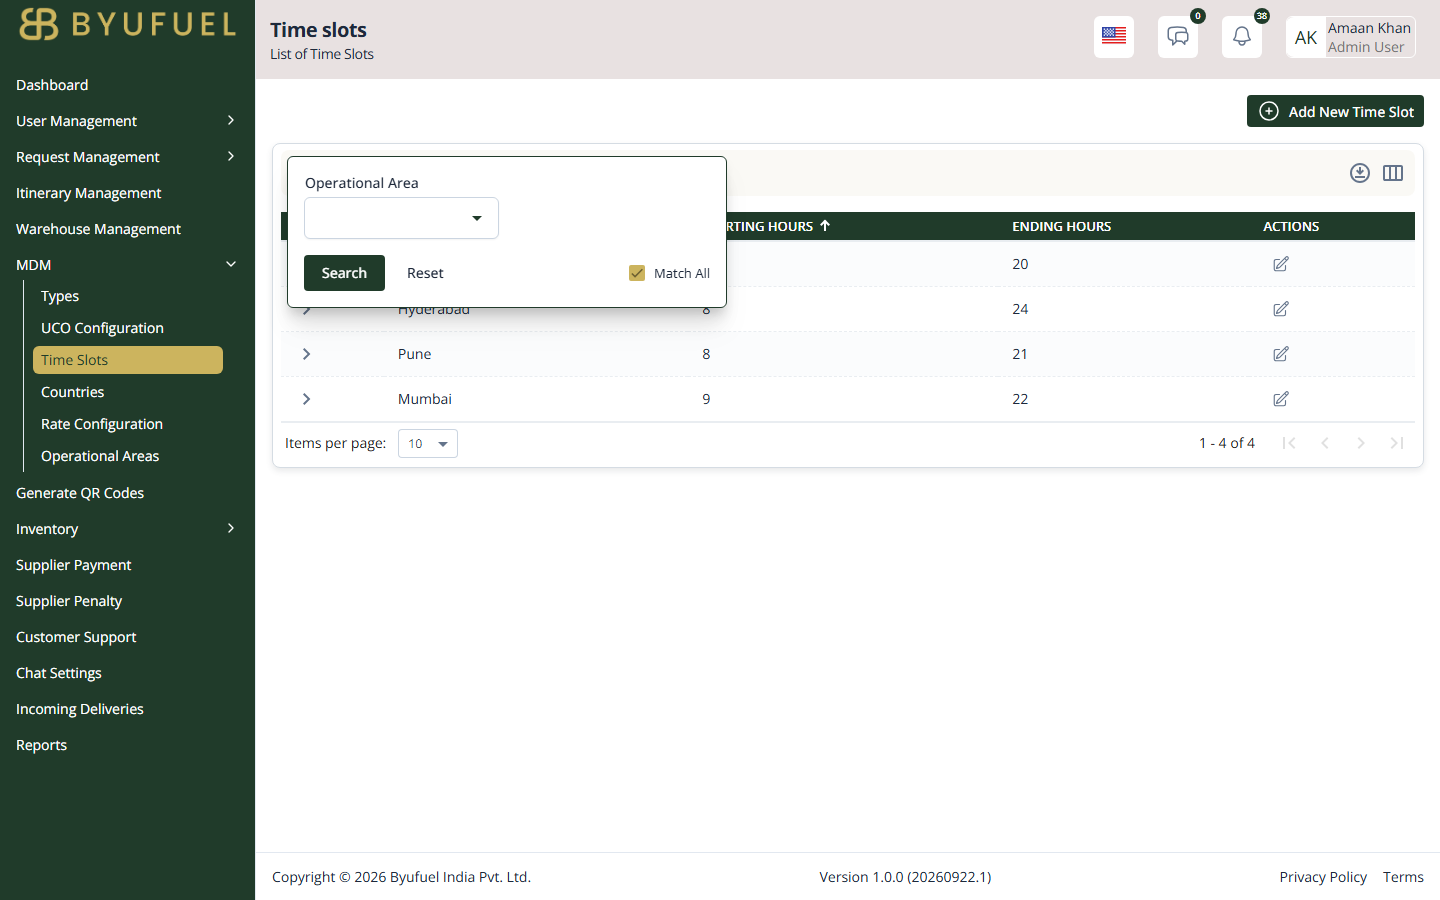 BYUFUEL
Dashboard
User Management
Request Management
Itinerary Management
Warehouse Management
MDM
Types
UCO Configuration
Time Slots
Countries
Rate Configuration
Operational Areas
Generate QR Codes
Inventory
Supplier Payment
Supplier Penalty
Customer Support
Chat Settings
Incoming Deliveries
Reports
Time slots
List of Time Slots
0
38
AK
Amaan Khan
Admin User
Add New Time Slot
Operational Area
Search
Reset
Match All
RTING HOURS
ENDING HOURS
ACTIONS
20
Hyderabad 8 24
Pune 8 21
Mumbai 9 22
Items per page: 10
1 - 4 of 4
Copyright © 2026 Byufuel India Pvt. Ltd.
Version 1.0.0 (20260922.1)
Privacy Policy
Terms